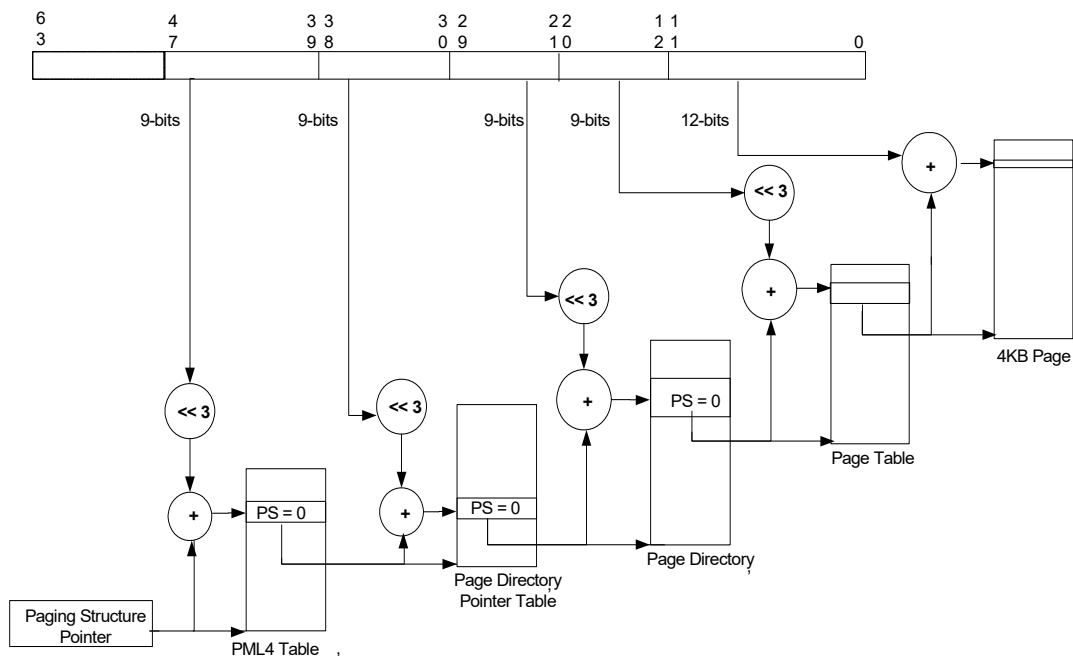 6 4 3 3 3 2 2 2 1 1
3 7 9 8 0 9 1 0 2 1 0
9-bits 9-bits 9-bits 9-bits 12-bits
+
<< 3
+
<< 3
4KB Page
<< 3
+
PS = 0
<< 3
Page Table
+
PS = 0
+
PS = 0
Page Directory,
Page Directory,
Pointer Table
Paging Structure
Pointer
PML4 Table ,